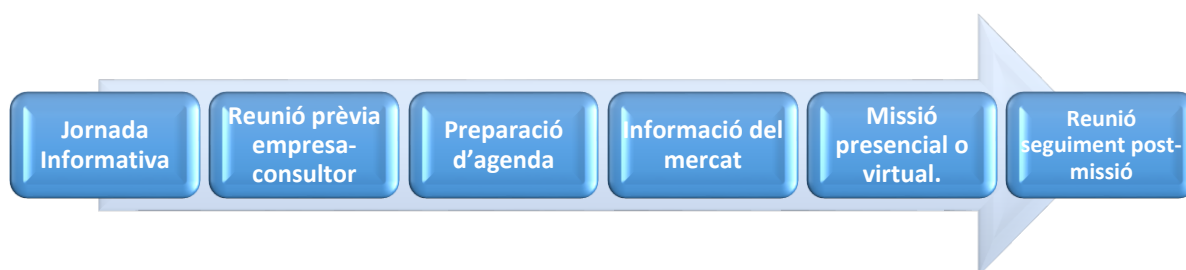 Jornada
Informativa
Reunió prèvia
empresa-
consultor
Preparació
d’agenda
Informació del
mercat
Missió
presencial o
virtual.
Reunió
seguiment post-
missió